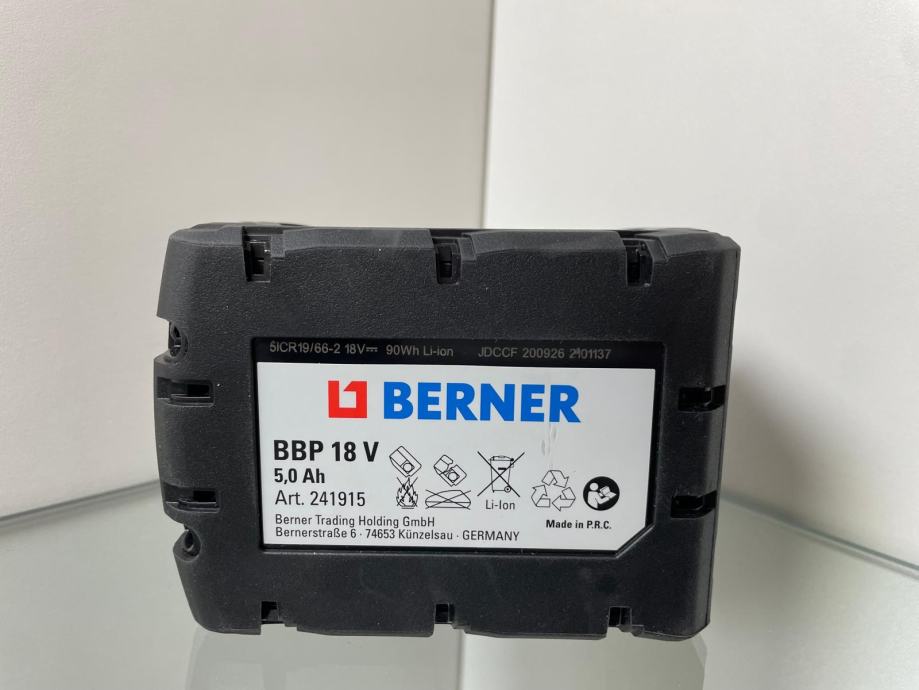 5ICR19/66-2 18V⎓ 90Wh Li-ion JDCCF 200926 2101137
BERNER
BBP 18 V
5,0 Ah
Art. 241915
Li-Ion
Made in P.R.C.
Berner Trading Holding GmbH
Bernerstraße 6 · 74653 Künzelsau · GERMANY